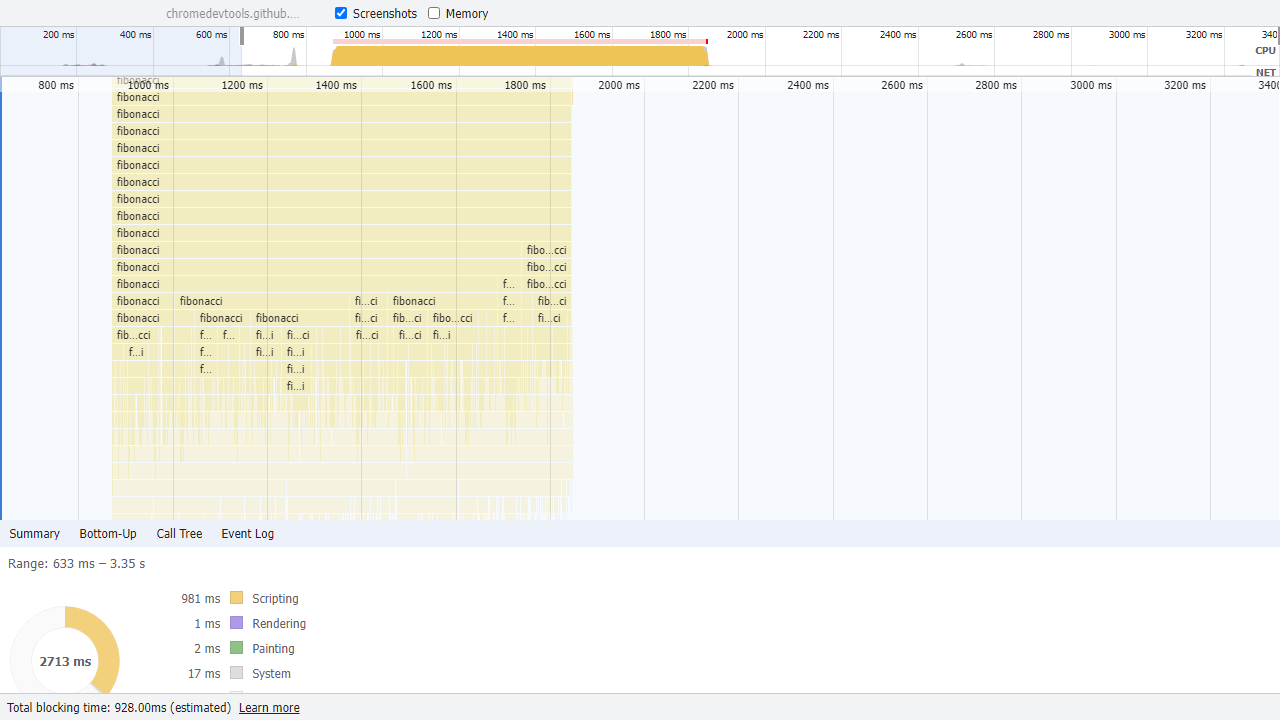 chromedevtools.github.... Screenshots Memory
200 ms 400 ms 600 ms 800 ms 1000 ms 1200 ms 1400 ms 1600 ms 1800 ms 2000 ms 2200 ms 2400 ms 2600 ms 2800 ms 3000 ms 3200 ms 340
CPU
NET
fibonacci
800 ms 1000 ms 1200 ms 1400 ms 1600 ms 1800 ms 2000 ms 2200 ms 2400 ms 2600 ms 2800 ms 3000 ms 3200 ms 3400
fibonacci
fibonacci
fibonacci
fibonacci
fibonacci
fibonacci
fibonacci
fibonacci
fibonacci
fibonacci fibo...cci
fibonacci fibo...cci
fibonacci f... fibo...cci
fibonacci fibonacci fi...ci fibonacci f... fib...ci
fibonacci fibonacci fibonacci fi...ci fib...ci fibo...cci f... fi...ci
fib...cci f... f... fi...i fi...ci fi...ci fi...ci fi...i
f...i f... fi...i fi...i
f... fi...i
fi...i
Summary Bottom-Up Call Tree Event Log
Range: 633 ms – 3.35 s
981 ms Scripting
1 ms Rendering
2 ms Painting
2713 ms
17 ms System
Total blocking time: 928.00ms (estimated) Learn more